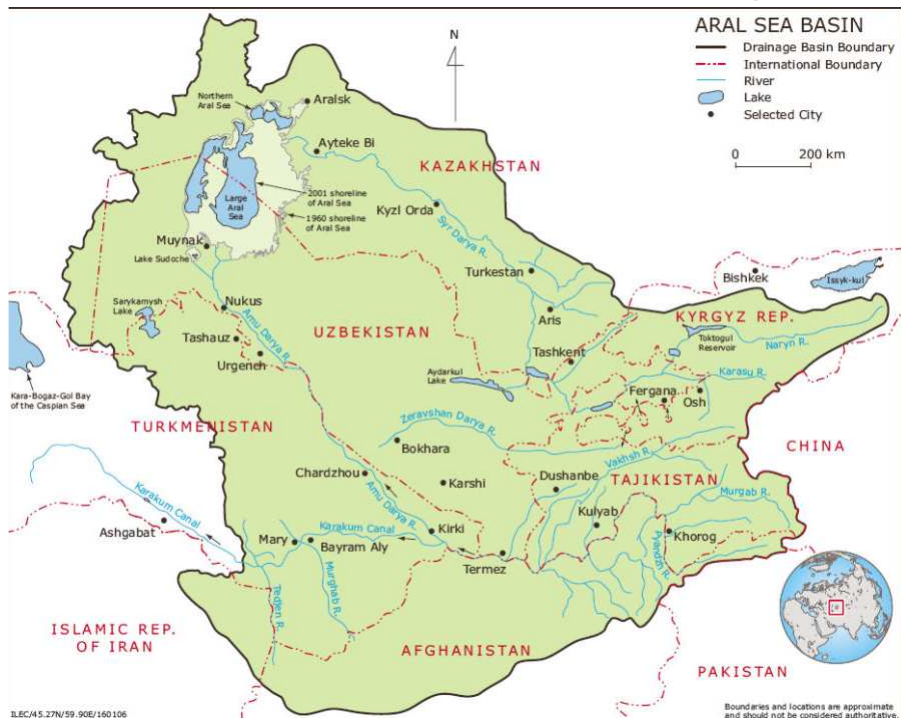 ARAL SEA BASIN
Drainage Basin Boundary
International Boundary
River
Lake
Selected City
0 200 km
N
Northern
Aral Sea
Aralsk
Ayteke Bi
KAZAKHSTAN
Large
Aral
Sea
2001 shoreline
of Aral Sea
1960 shoreline
of Aral Sea
Kyzl Orda
Syr Darya R.
Muynak
Lake Sudoche
Turkestan
Bishkek
Issyk-kul
Sarykamysh
Lake
Nukus
Amu Darya R.
UZBEKISTAN
Aris
KYRGYZ REP.
Toktogul
Reservoir
Naryn R.
Tashauz
Urgench
Tashkent
Aydarkul
Lake
Fergana
Karasu R.
Osh
Kara-Bogaz-Gol Bay
of the Caspian Sea
TURKMENISTAN
Zeravshan Darya R.
Bokhara
CHINA
Vakhsh R.
Chardzhou
Karshi
Dushanbe
TAJIKISTAN
Karakum Canal
Amu Darya R.
Kulyab
Murgab R.
Ashgabat
Mary
Bayram Aly
Karakum Canal
Kirki
Termez
Pyandzh R.
Khorog
Tedjen R.
Murghab R.
ISLAMIC REP.
OF IRAN
AFGHANISTAN
PAKISTAN
ILEC/45.27N/59.90E/160106
Boundaries and locations are approximate
and should not be considered authoritative.